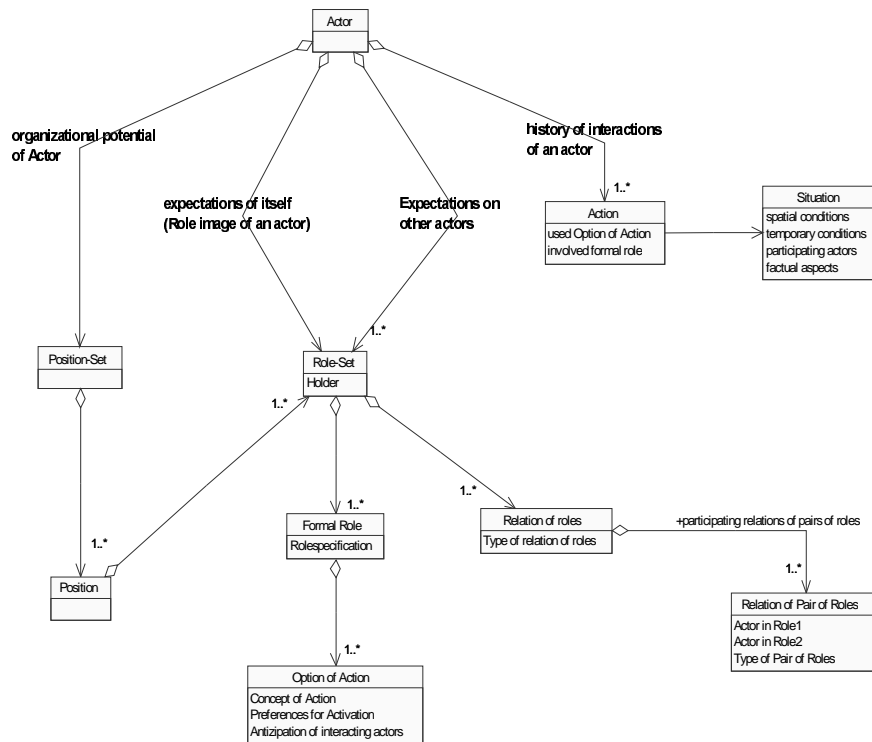 Actor
organizational potential
of Actor
history of interactions
of an actor
expectations of itself
(Role image of an actor)
Expectations on
other actors
1..*
Action
used Option of Action
involved formal role
Situation
spatial conditions
temporary conditions
participating actors
factual aspects
1..*
Position-Set
Role-Set
Holder
1..*
1..*
1..*
1..*
Formal Role
Rolespecification
Relation of roles
Type of relation of roles
+participating relations of pairs of roles
1..*
Position
1..*
Relation of Pair of Roles
Actor in Role1
Actor in Role2
Type of Pair of Roles
1..*
Option of Action
Concept of Action
Preferences for Activation
Antizipation of interacting actors